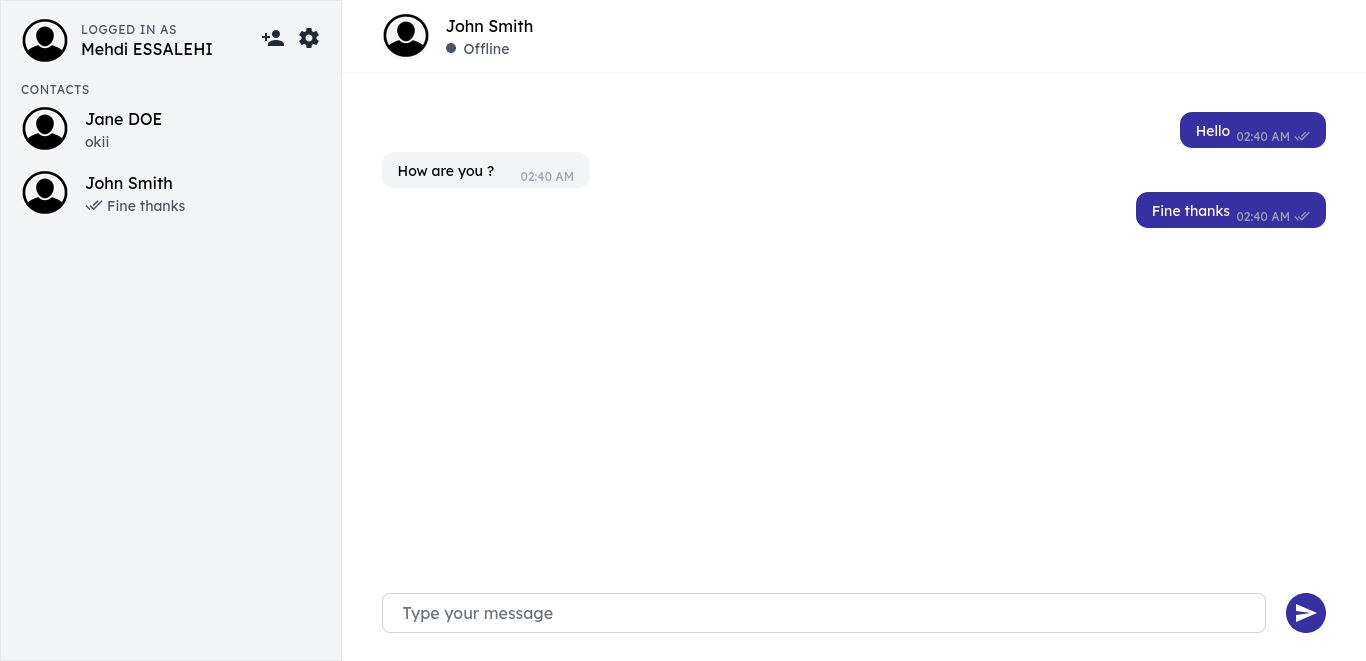 LOGGED IN AS
Mehdi ESSALEHI
CONTACTS
Jane DOE
okii
John Smith
Fine thanks
John Smith
Offline
Hello 02:40 AM
How are you ? 02:40 AM
Fine thanks 02:40 AM
Type your message